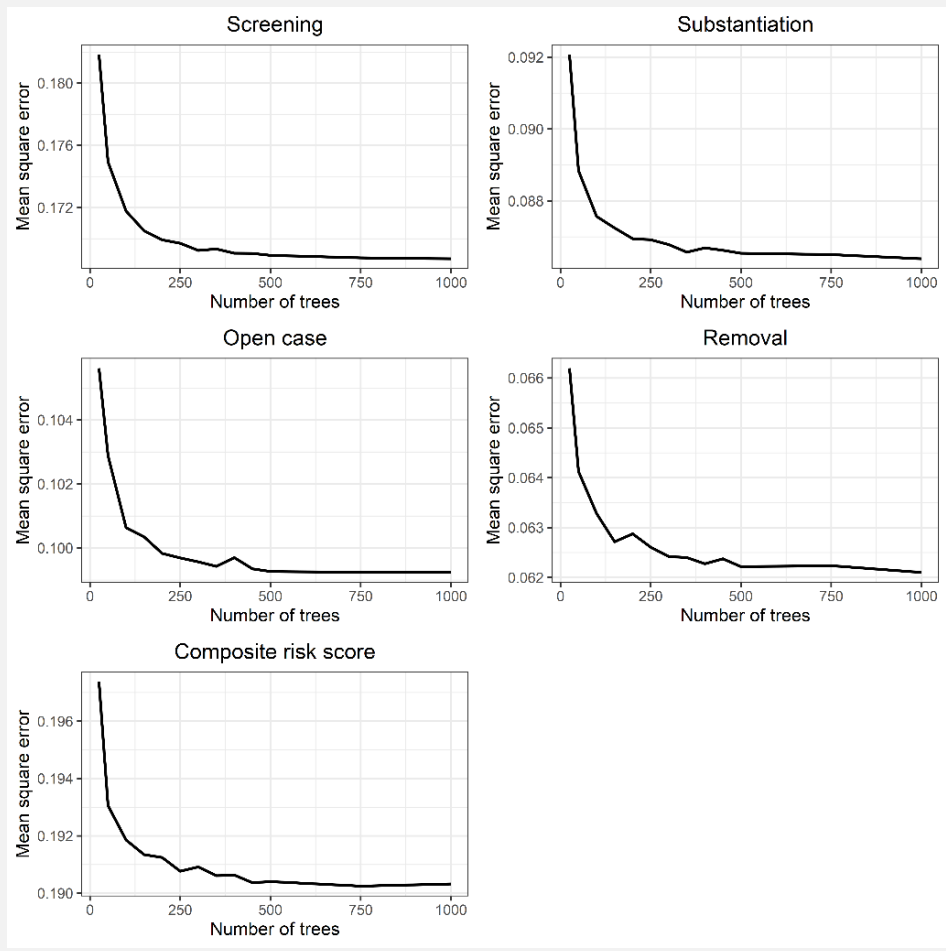 Screening
Mean square error
0.180
0.176
0.172
0 250 500 750 1000
Number of trees
Substantiation
Mean square error
0.092
0.090
0.088
0 250 500 750 1000
Number of trees
Open case
Mean square error
0.104
0.102
0.100
0 250 500 750 1000
Number of trees
Removal
Mean square error
0.066
0.065
0.064
0.063
0.062
0 250 500 750 1000
Number of trees
Composite risk score
Mean square error
0.196
0.194
0.192
0.190
0 250 500 750 1000
Number of trees